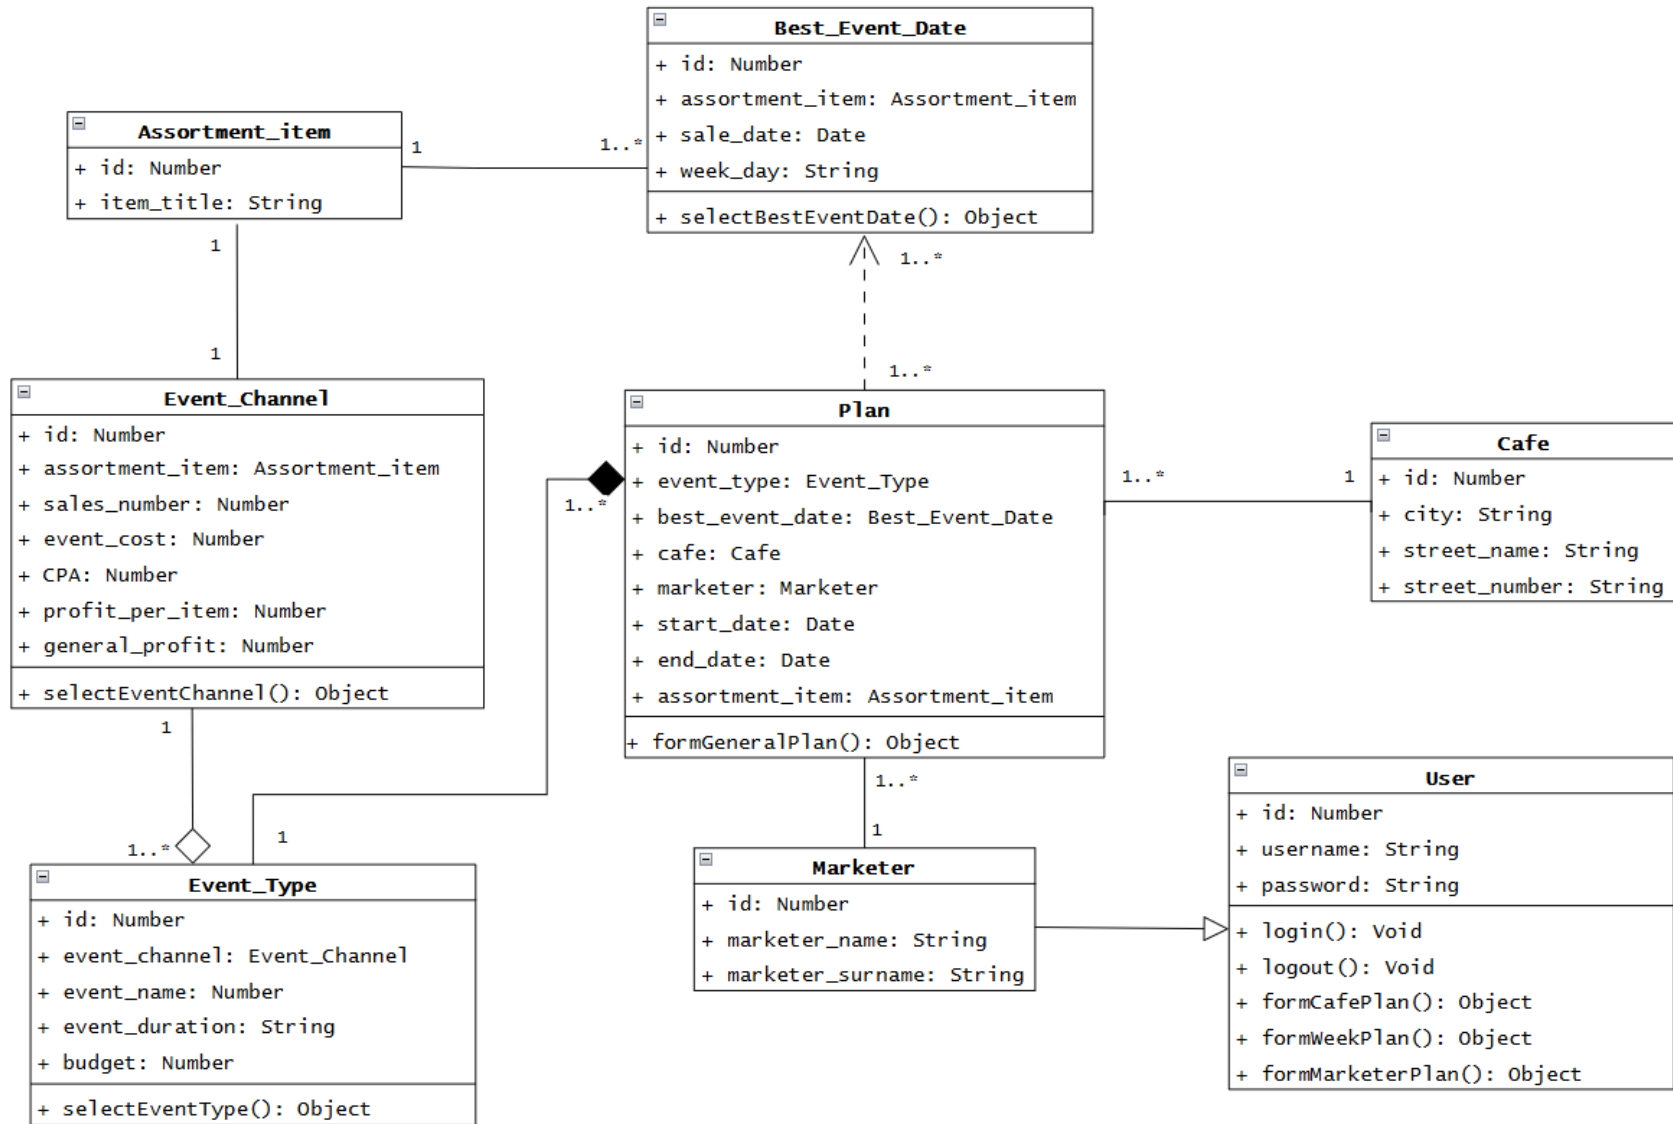 Best_Event_Date
+ id: Number
+ assortment_item: Assortment_item
+ sale_date: Date
+ week_day: String
+ selectBestEventDate(): Object
Assortment_item
+ id: Number
+ item_title: String
1
1..*
1
1
1..*
1..*
Event_Channel
+ id: Number
+ assortment_item: Assortment_item
+ sales_number: Number
+ event_cost: Number
+ CPA: Number
+ profit_per_item: Number
+ general_profit: Number
+ selectEventChannel(): Object
Plan
+ id: Number
+ event_type: Event_Type
+ best_event_date: Best_Event_Date
+ cafe: Cafe
+ marketer: Marketer
+ start_date: Date
+ end_date: Date
+ assortment_item: Assortment_item
+ formGeneralPlan(): Object
1..*
1..*
1
Cafe
+ id: Number
+ city: String
+ street_name: String
+ street_number: String
1
1..*
1
1..*
1
Event_Type
+ id: Number
+ event_channel: Event_Channel
+ event_name: Number
+ event_duration: String
+ budget: Number
+ selectEventType(): Object
Marketer
+ id: Number
+ marketer_name: String
+ marketer_surname: String
User
+ id: Number
+ username: String
+ password: String
+ login(): Void
+ logout(): Void
+ formCafePlan(): Object
+ formWeekPlan(): Object
+ formMarketerPlan(): Object